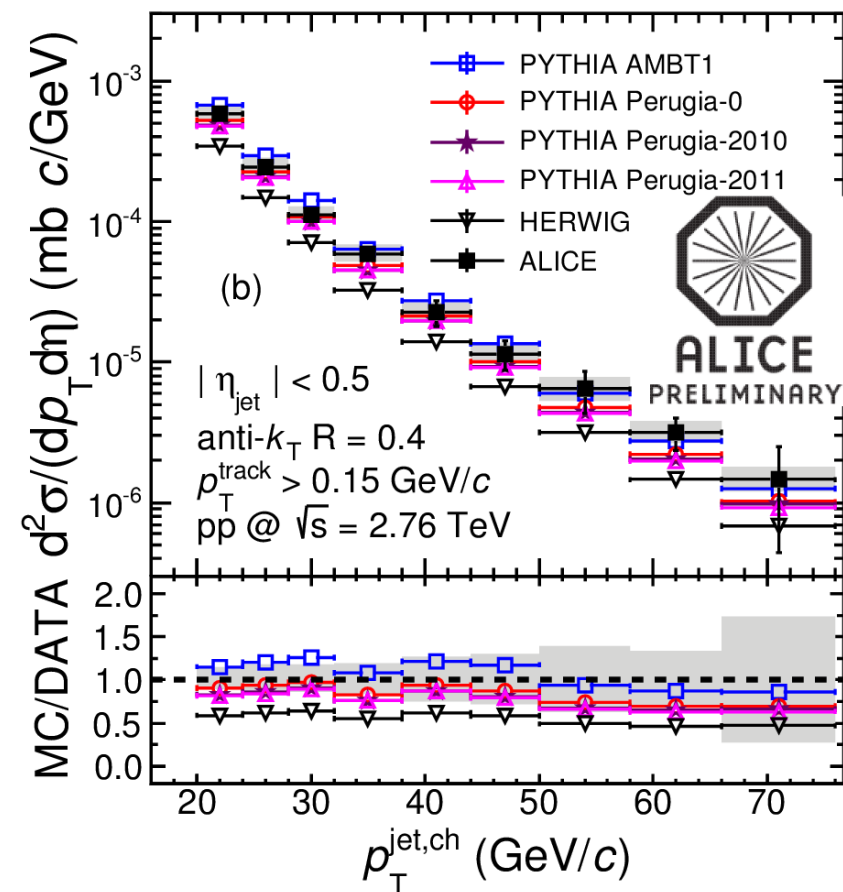 d²σ/(dp_T dη) (mb c/GeV)
10⁻³
10⁻⁴
10⁻⁵
10⁻⁶
PYTHIA AMBT1
PYTHIA Perugia-0
PYTHIA Perugia-2010
PYTHIA Perugia-2011
HERWIG
ALICE
(b)
ALICE
PRELIMINARY
| η_jet | < 0.5
anti-k_T R = 0.4
p_T^track > 0.15 GeV/c
pp @ √s = 2.76 TeV
MC/DATA
2.0
1.5
1.0
0.5
0.0
20 30 40 50 60 70
p_T^jet,ch (GeV/c)